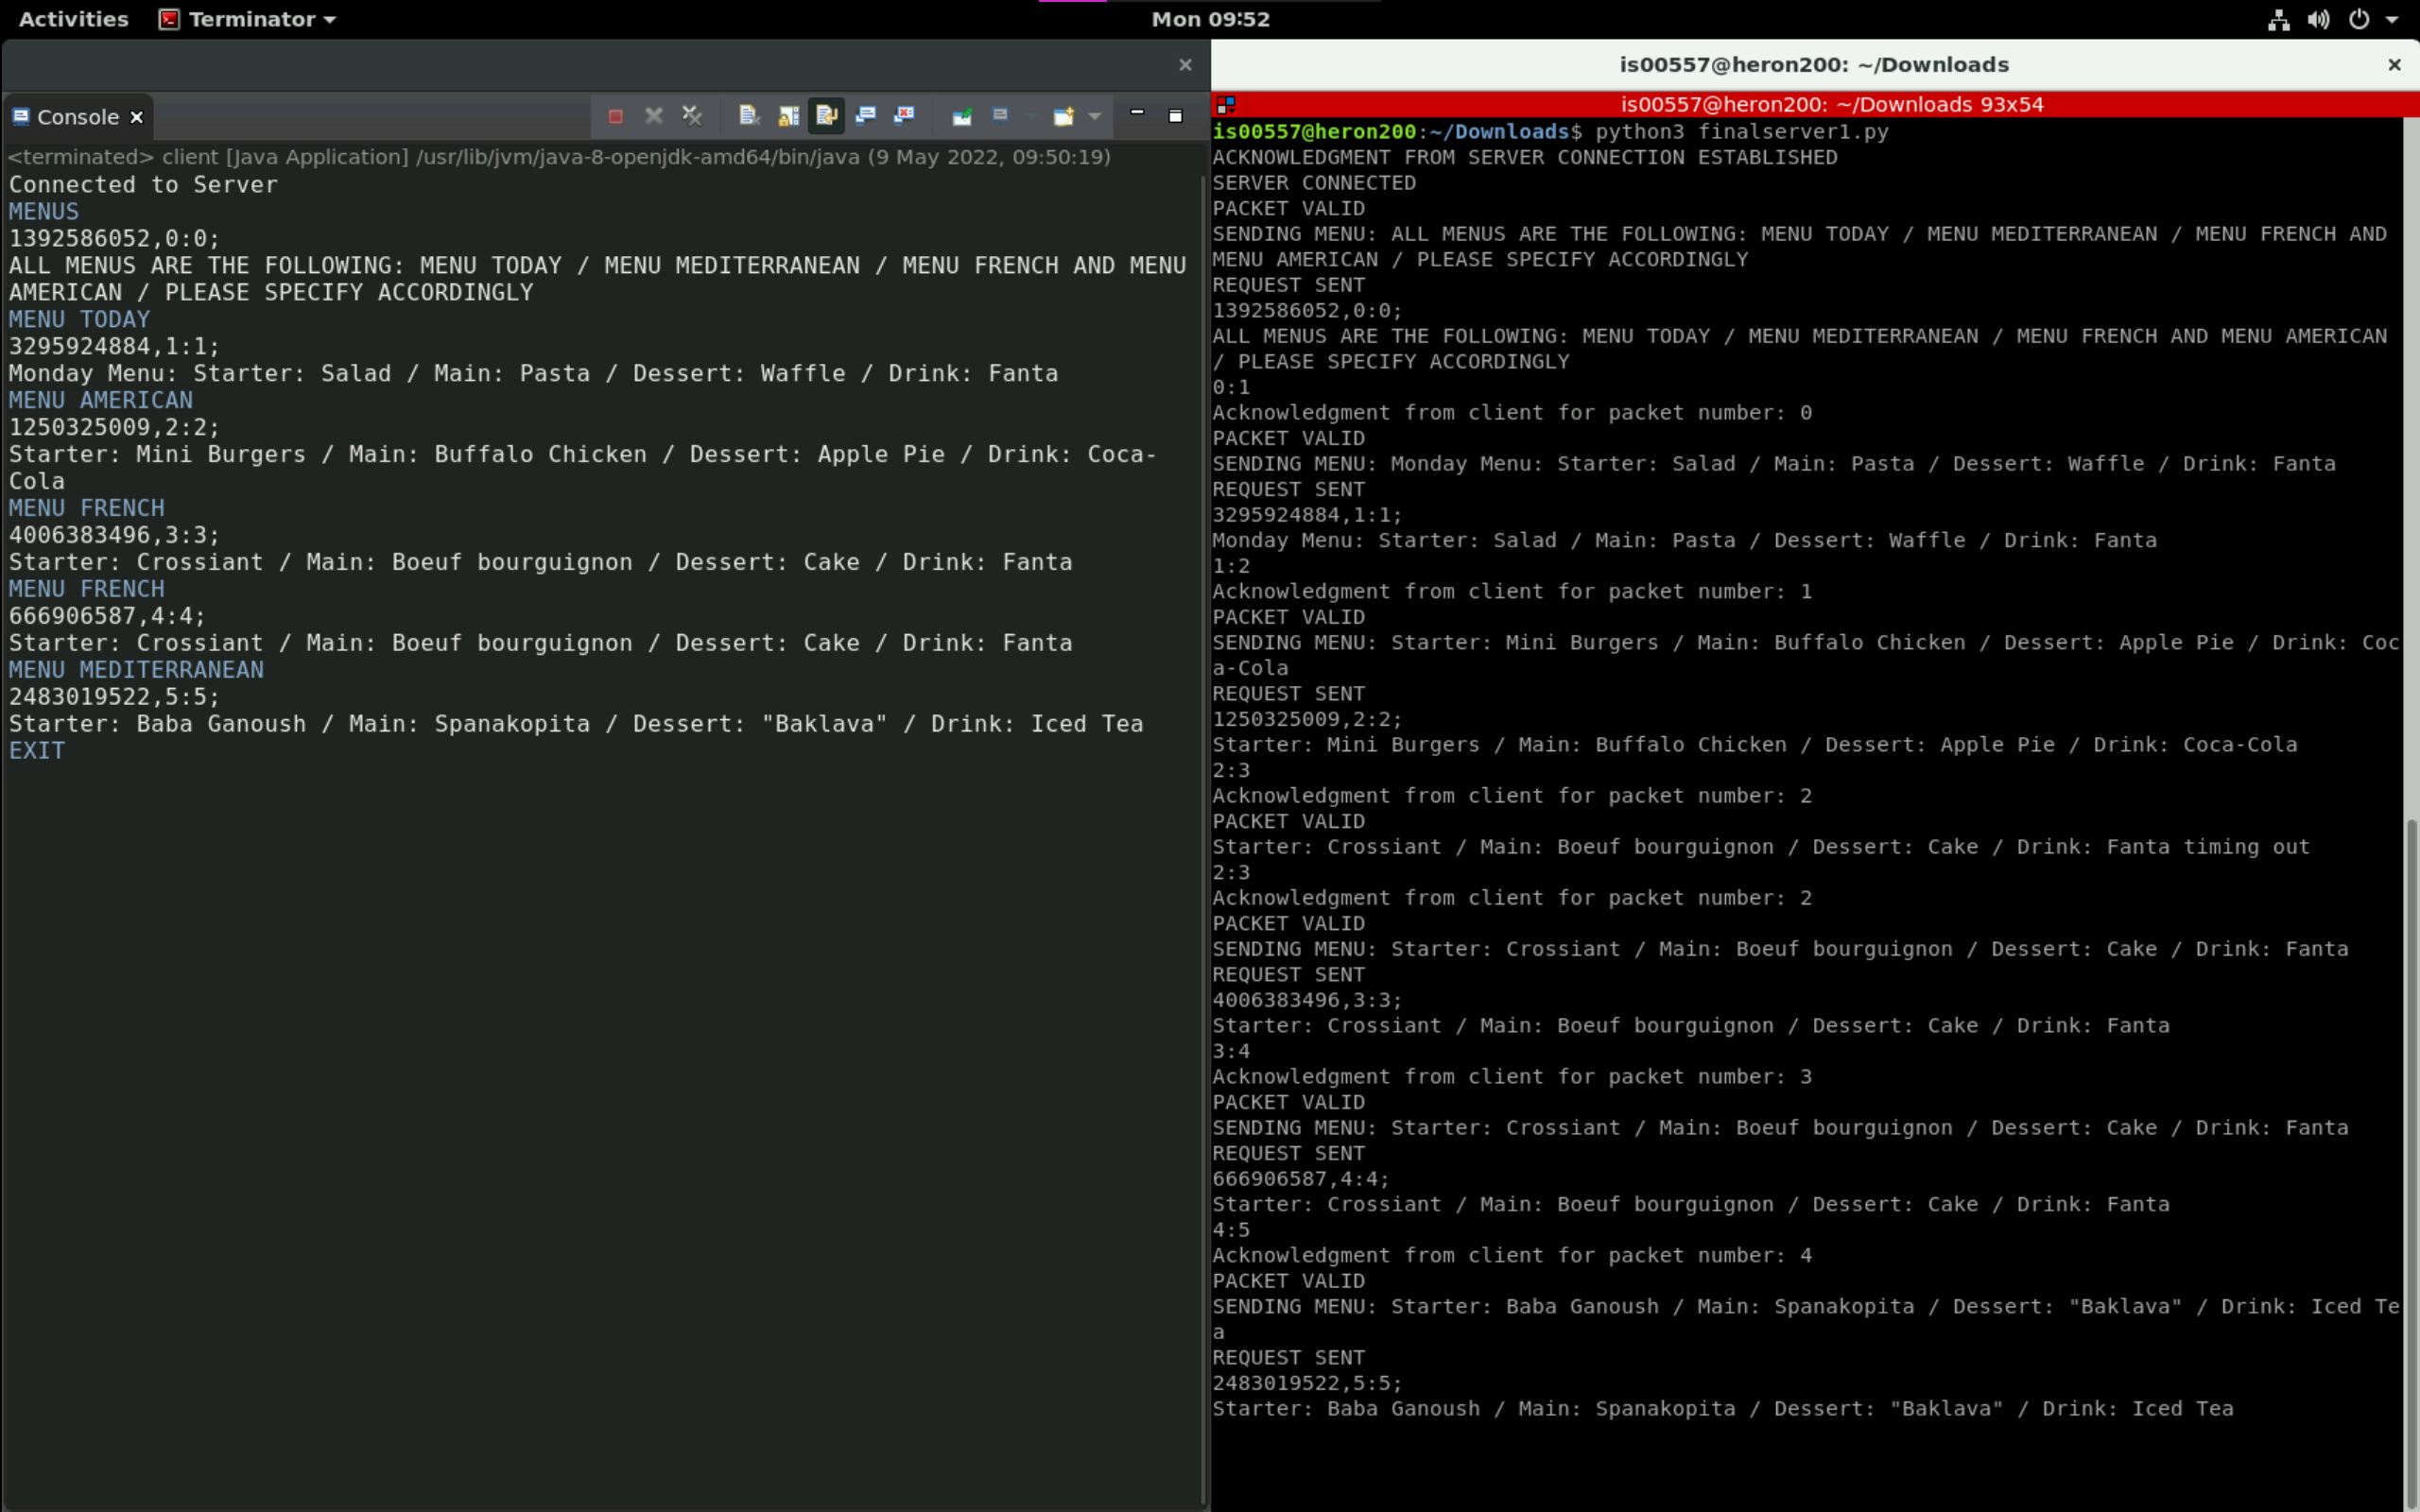 Activities
Terminator
Mon 09:52
is00557@heron200: ~/Downloads
Console
<terminated> client [Java Application] /usr/lib/jvm/java-8-openjdk-amd64/bin/java (9 May 2022, 09:50:19)
Connected to Server
MENUS
1392586052,0:0;
ALL MENUS ARE THE FOLLOWING: MENU TODAY / MENU MEDITERRANEAN / MENU FRENCH AND MENU
AMERICAN / PLEASE SPECIFY ACCORDINGLY
MENU TODAY
3295924884,1:1;
Monday Menu: Starter: Salad / Main: Pasta / Dessert: Waffle / Drink: Fanta
MENU AMERICAN
1250325009,2:2;
Starter: Mini Burgers / Main: Buffalo Chicken / Dessert: Apple Pie / Drink: Coca-
Cola
MENU FRENCH
4006383496,3:3;
Starter: Crossiant / Main: Boeuf bourguignon / Dessert: Cake / Drink: Fanta
MENU FRENCH
666906587,4:4;
Starter: Crossiant / Main: Boeuf bourguignon / Dessert: Cake / Drink: Fanta
MENU MEDITERRANEAN
2483019522,5:5;
Starter: Baba Ganoush / Main: Spanakopita / Dessert: "Baklava" / Drink: Iced Tea
EXIT
is00557@heron200: ~/Downloads 93x54
is00557@heron200:~/Downloads$ python3 finalserver1.py
ACKNOWLEDGMENT FROM SERVER CONNECTION ESTABLISHED
SERVER CONNECTED
PACKET VALID
SENDING MENU: ALL MENUS ARE THE FOLLOWING: MENU TODAY / MENU MEDITERRANEAN / MENU FRENCH AND
MENU AMERICAN / PLEASE SPECIFY ACCORDINGLY
REQUEST SENT
1392586052,0:0;
ALL MENUS ARE THE FOLLOWING: MENU TODAY / MENU MEDITERRANEAN / MENU FRENCH AND MENU AMERICAN
/ PLEASE SPECIFY ACCORDINGLY
0:1
Acknowledgment from client for packet number: 0
PACKET VALID
SENDING MENU: Monday Menu: Starter: Salad / Main: Pasta / Dessert: Waffle / Drink: Fanta
REQUEST SENT
3295924884,1:1;
Monday Menu: Starter: Salad / Main: Pasta / Dessert: Waffle / Drink: Fanta
1:2
Acknowledgment from client for packet number: 1
PACKET VALID
SENDING MENU: Starter: Mini Burgers / Main: Buffalo Chicken / Dessert: Apple Pie / Drink: Coc
a-Cola
REQUEST SENT
1250325009,2:2;
Starter: Mini Burgers / Main: Buffalo Chicken / Dessert: Apple Pie / Drink: Coca-Cola
2:3
Acknowledgment from client for packet number: 2
PACKET VALID
Starter: Crossiant / Main: Boeuf bourguignon / Dessert: Cake / Drink: Fanta timing out
2:3
Acknowledgment from client for packet number: 2
PACKET VALID
SENDING MENU: Starter: Crossiant / Main: Boeuf bourguignon / Dessert: Cake / Drink: Fanta
REQUEST SENT
4006383496,3:3;
Starter: Crossiant / Main: Boeuf bourguignon / Dessert: Cake / Drink: Fanta
3:4
Acknowledgment from client for packet number: 3
PACKET VALID
SENDING MENU: Starter: Crossiant / Main: Boeuf bourguignon / Dessert: Cake / Drink: Fanta
REQUEST SENT
666906587,4:4;
Starter: Crossiant / Main: Boeuf bourguignon / Dessert: Cake / Drink: Fanta
4:5
Acknowledgment from client for packet number: 4
PACKET VALID
SENDING MENU: Starter: Baba Ganoush / Main: Spanakopita / Dessert: "Baklava" / Drink: Iced Te
a
REQUEST SENT
2483019522,5:5;
Starter: Baba Ganoush / Main: Spanakopita / Dessert: "Baklava" / Drink: Iced Tea